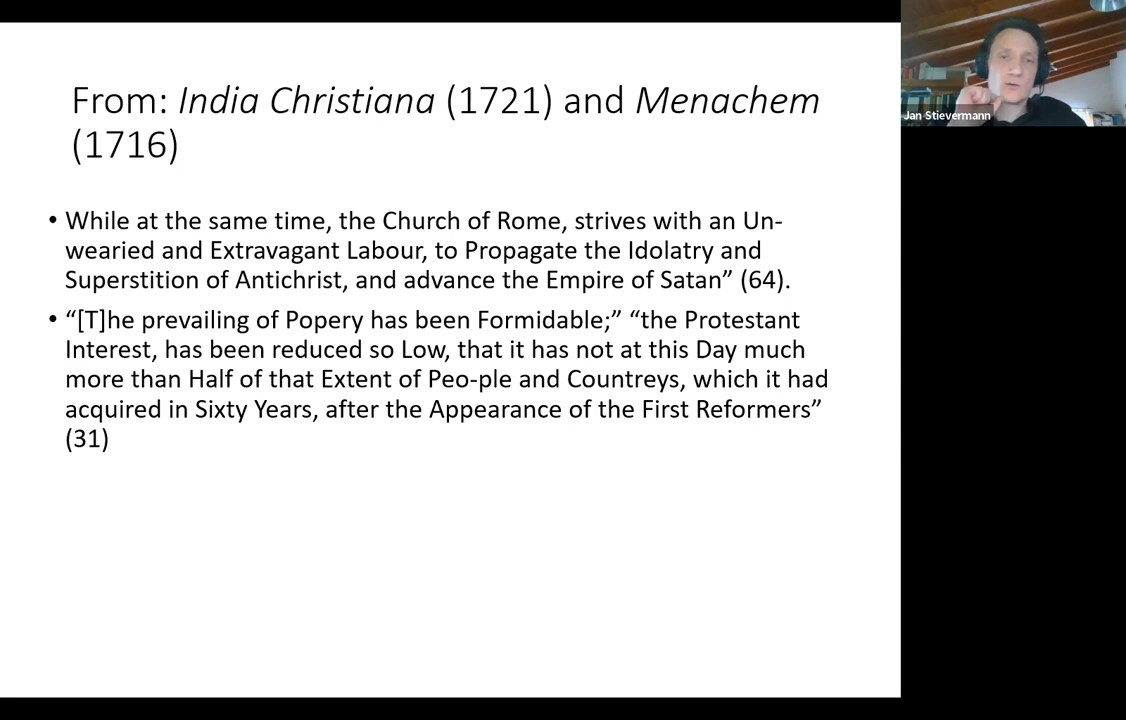 From: India Christiana (1721) and Menachem
(1716)
• While at the same time, the Church of Rome, strives with an Un-
wearied and Extravagant Labour, to Propagate the Idolatry and
Superstition of Antichrist, and advance the Empire of Satan” (64).
• “[T]he prevailing of Popery has been Formidable;” “the Protestant
Interest, has been reduced so Low, that it has not at this Day much
more than Half of that Extent of Peo-ple and Countreys, which it had
acquired in Sixty Years, after the Appearance of the First Reformers”
(31)
Jan Stievermann